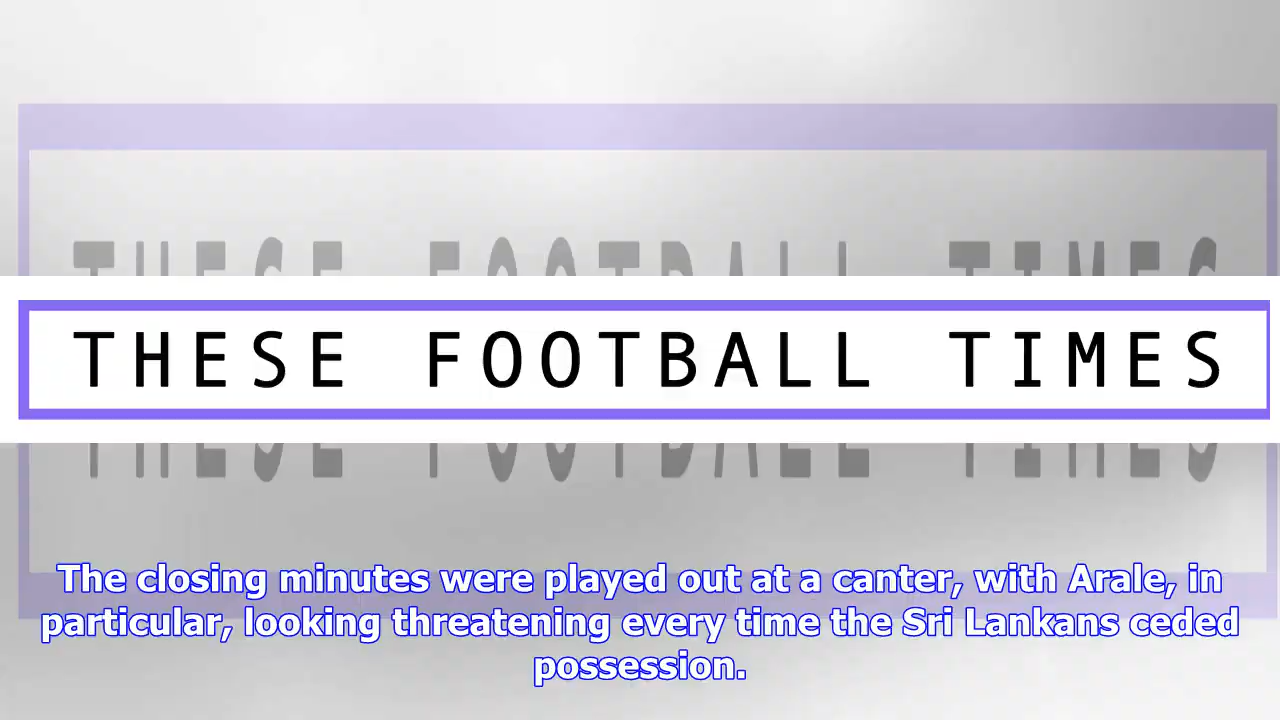 THESE FOOTBALL TIMES
The closing minutes were played out at a canter, with Arale, in
particular, looking threatening every time the Sri Lankans ceded
possession.